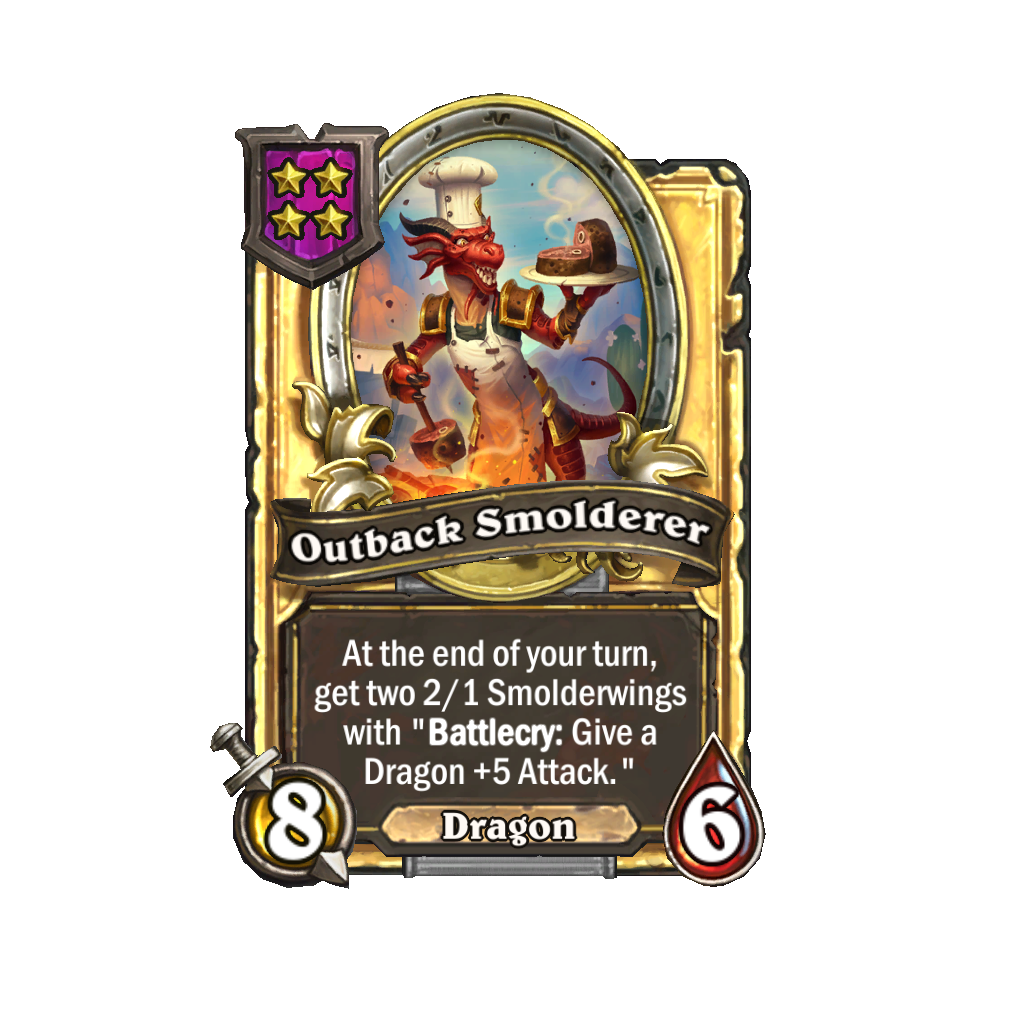 Outback Smolderer
At the end of your turn,
get two 2/1 Smolderwings
with "Battlecry: Give a
Dragon +5 Attack."
8
Dragon
6